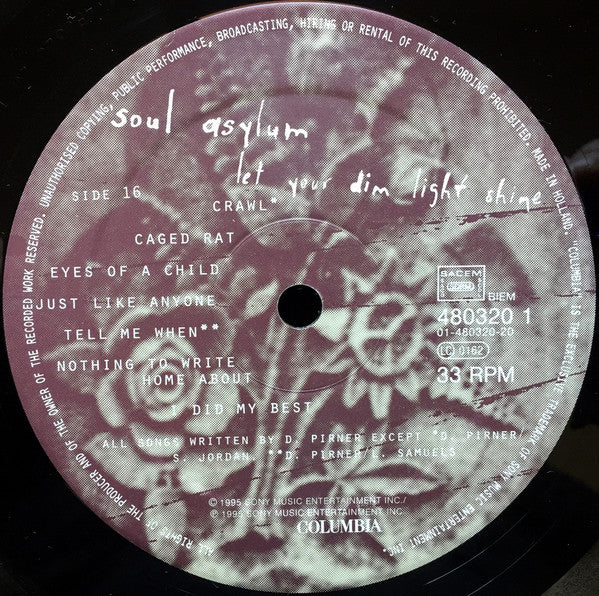 ALL RIGHTS OF THE PRODUCER AND OF THE OWNER OF THE RECORDED WORK RESERVED. UNAUTHORISED COPYING, PUBLIC PERFORMANCE, BROADCASTING, HIRING OR RENTAL OF THIS RECORDING PROHIBITED. MADE IN HOLLAND. "COLUMBIA" IS THE EXCLUSIVE TRADEMARK OF SONY MUSIC ENTERTAINMENT INC.
soul asylum
let your dim light shine
SIDE 16
CRAWL*
CAGED RAT
EYES OF A CHILD
JUST LIKE ANYONE
TELL ME WHEN**
NOTHING TO WRITE
HOME ABOUT
I DID MY BEST
SACEM
BIEM
480320 1
01-480320-20
LC 0162
33 RPM
ALL SONGS WRITTEN BY D. PIRNER EXCEPT *D. PIRNER/
S. JORDAN, **D. PIRNER/L. SAMUELS
© 1995 SONY MUSIC ENTERTAINMENT INC./
℗ 1995 SONY MUSIC ENTERTAINMENT INC.
COLUMBIA